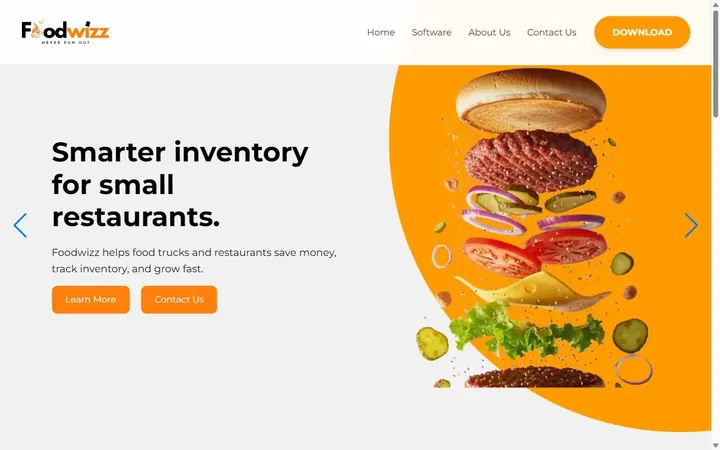 Foodwizz
NEVER RUN OUT
Home
Software
About Us
Contact Us
DOWNLOAD
Smarter inventory
for small
restaurants.
Foodwizz helps food trucks and restaurants save money,
track inventory, and grow fast.
Learn More
Contact Us